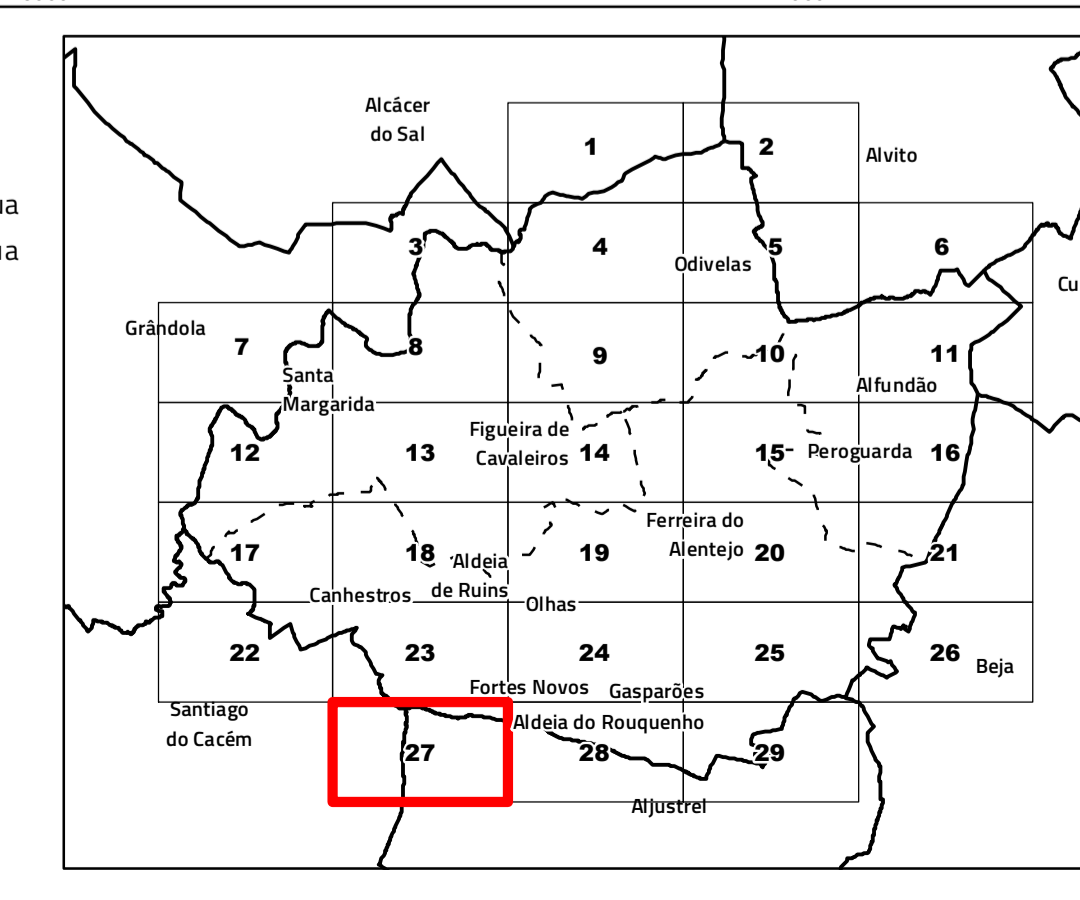 Alcácer
do Sal
1
2
Alvito
3
4
5
6
Odivelas
Grândola
7
8
9
10
11
Santa
Margarida
Alfundão
12
13
Figueira de
Cavaleiros
14
15
Peroguarda
16
Ferreira do
Alentejo
17
18
Aldeia
de Ruins
19
20
21
Canhestros
Olhas
22
23
24
25
26
Beja
Fortes Novos
Gasparões
Santiago
do Cacém
Aldeia do Rouquenho
27
28
29
Aljustrel